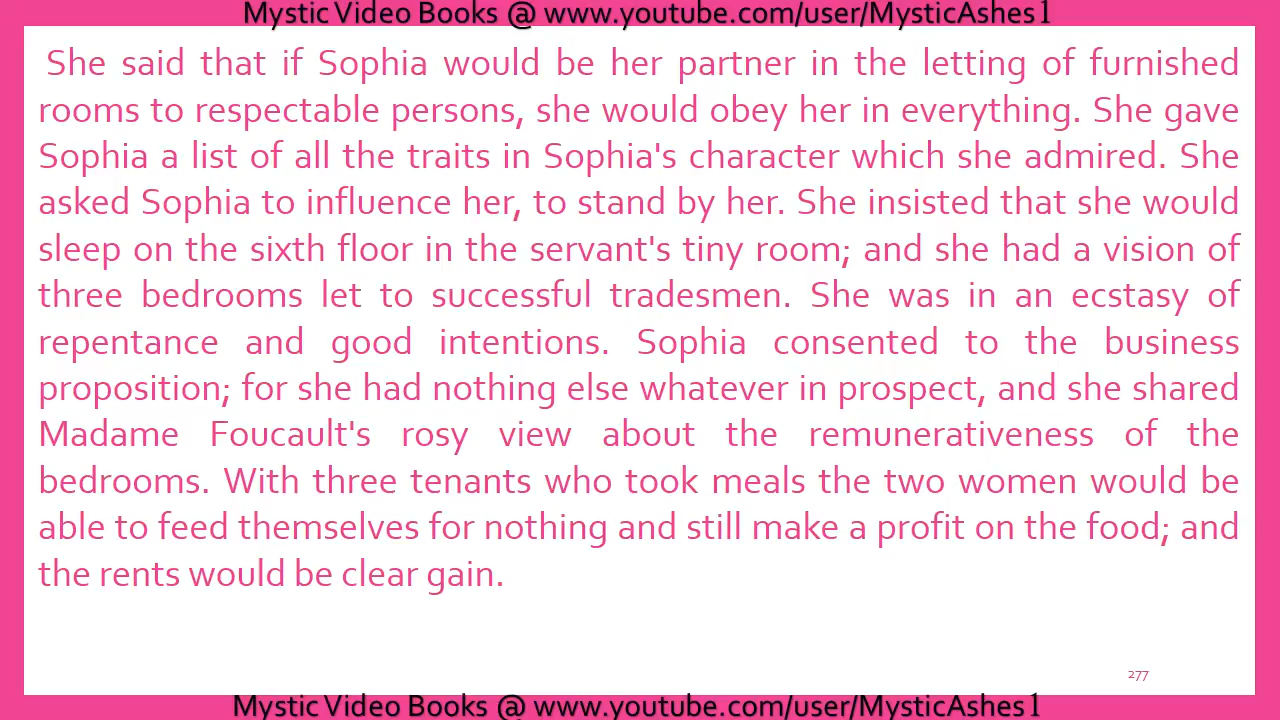 Mystic Video Books @ www.youtube.com/user/MysticAshes1
She said that if Sophia would be her partner in the letting of furnished
rooms to respectable persons, she would obey her in everything. She gave
Sophia a list of all the traits in Sophia's character which she admired. She
asked Sophia to influence her, to stand by her. She insisted that she would
sleep on the sixth floor in the servant's tiny room; and she had a vision of
three bedrooms let to successful tradesmen. She was in an ecstasy of
repentance and good intentions. Sophia consented to the business
proposition; for she had nothing else whatever in prospect, and she shared
Madame Foucault's rosy view about the remunerativeness of the
bedrooms. With three tenants who took meals the two women would be
able to feed themselves for nothing and still make a profit on the food; and
the rents would be clear gain.
277
Mystic Video Books @ www.youtube.com/user/MysticAshes1